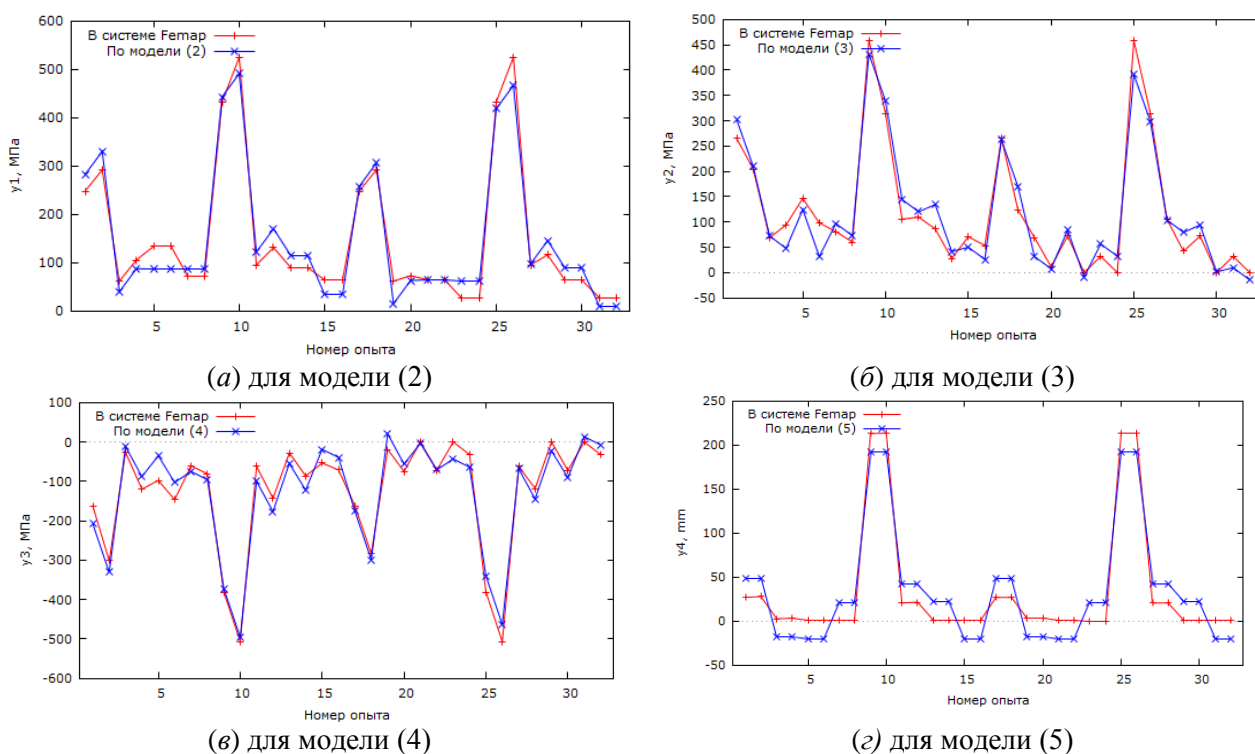 600
500
400
300
200
100
0
y1, МПа
В системе Femap
По модели (2)
5
10
15
20
25
30
Номер опыта
(а) для модели (2)
500
450
400
350
300
250
200
150
100
50
0
-50
y2, МПа
В системе Femap
По модели (3)
5
10
15
20
25
30
Номер опыта
(б) для модели (3)
100
0
-100
-200
-300
-400
-500
-600
y3, МПа
В системе Femap
По модели (4)
5
10
15
20
25
30
Номер опыта
(в) для модели (4)
250
200
150
100
50
0
-50
y4, mm
В системе Femap
По модели (5)
5
10
15
20
25
30
Номер опыта
(г) для модели (5)